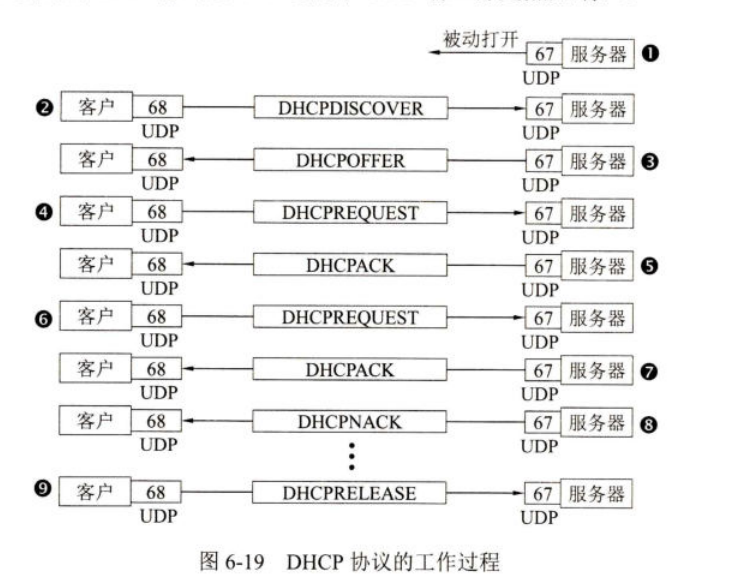 被动打开 67 服务器 ❶
UDP
❷ 客户 68 DHCPDISCOVER 67 服务器
UDP UDP
客户 68 DHCPOFFER 67 服务器 ❸
UDP UDP
❹ 客户 68 DHCPREQUEST 67 服务器
UDP UDP
客户 68 DHCPACK 67 服务器 ❺
UDP UDP
❻ 客户 68 DHCPREQUEST 67 服务器
UDP UDP
客户 68 DHCPACK 67 服务器 ❼
UDP UDP
客户 68 DHCPNACK 67 服务器 ❽
UDP UDP
❾ 客户 68 DHCPRELEASE 67 服务器
UDP UDP
图 6-19 DHCP 协议的工作过程